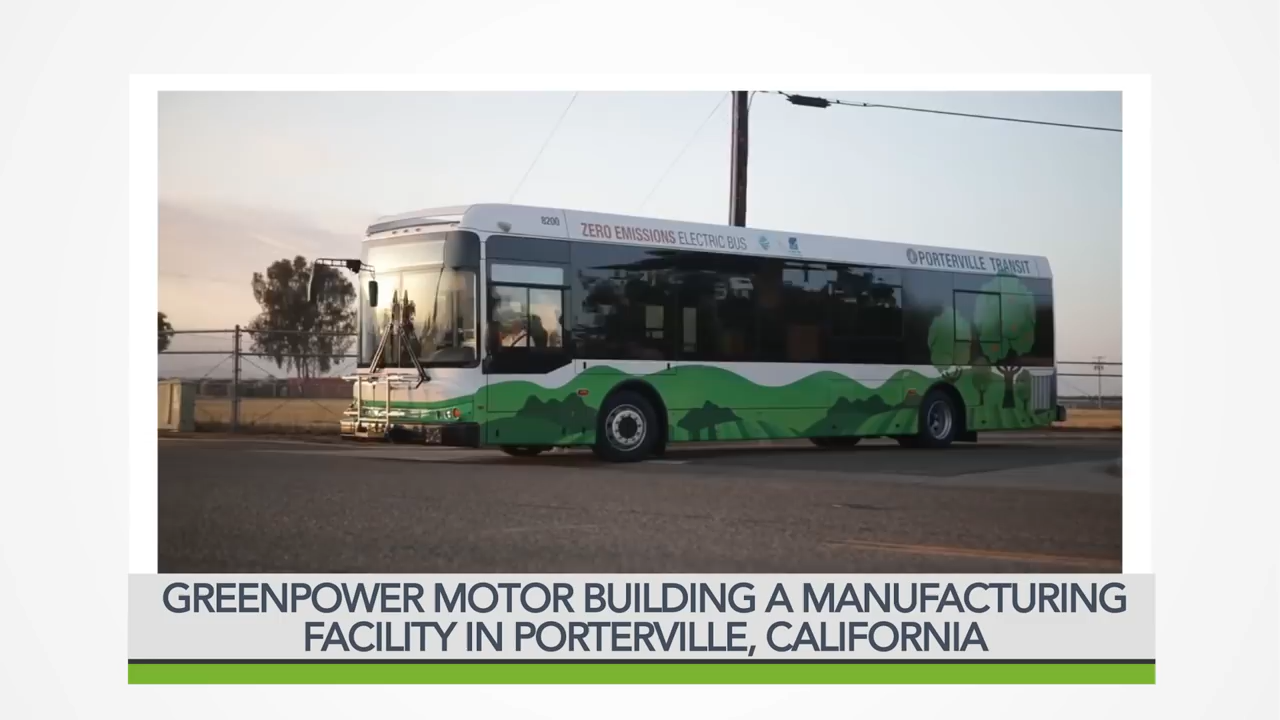 8200
ZERO EMISSIONS ELECTRIC BUS
PORTERVILLE TRANSIT
GREENPOWER MOTOR BUILDING A MANUFACTURING
FACILITY IN PORTERVILLE, CALIFORNIA